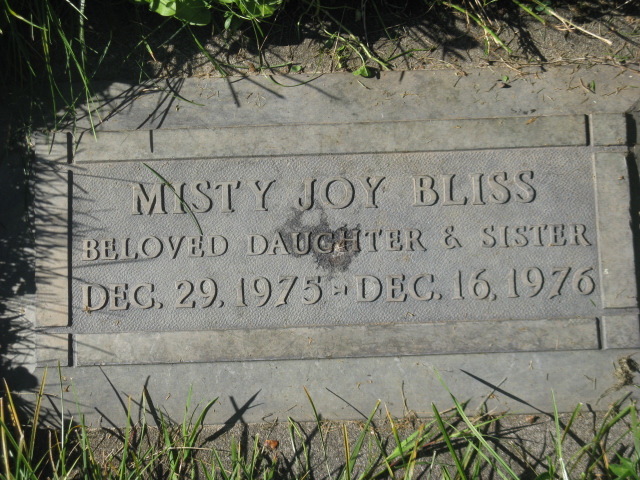 MISTY JOY BLISS
BELOVED DAUGHTER & SISTER
DEC. 29, 1975 - DEC. 16, 1976